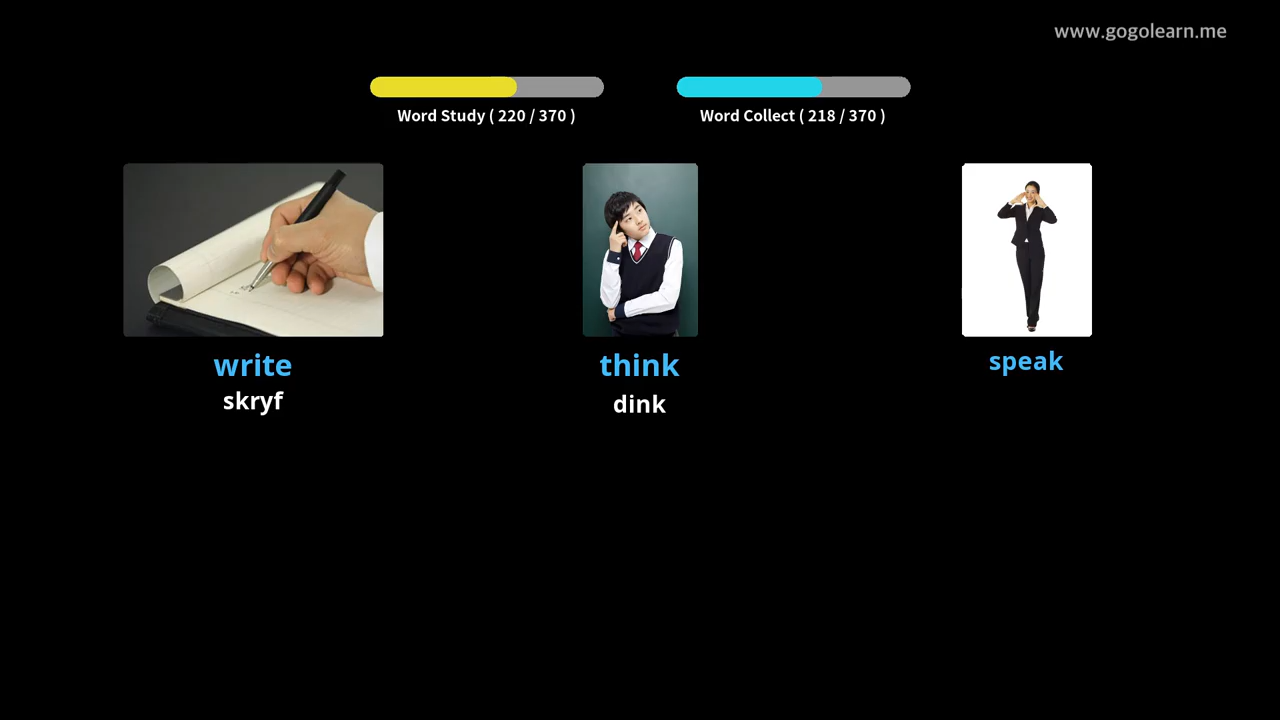 www.gogolearn.me
Word Study ( 220 / 370 )
Word Collect ( 218 / 370 )
write
skryf
think
dink
speak